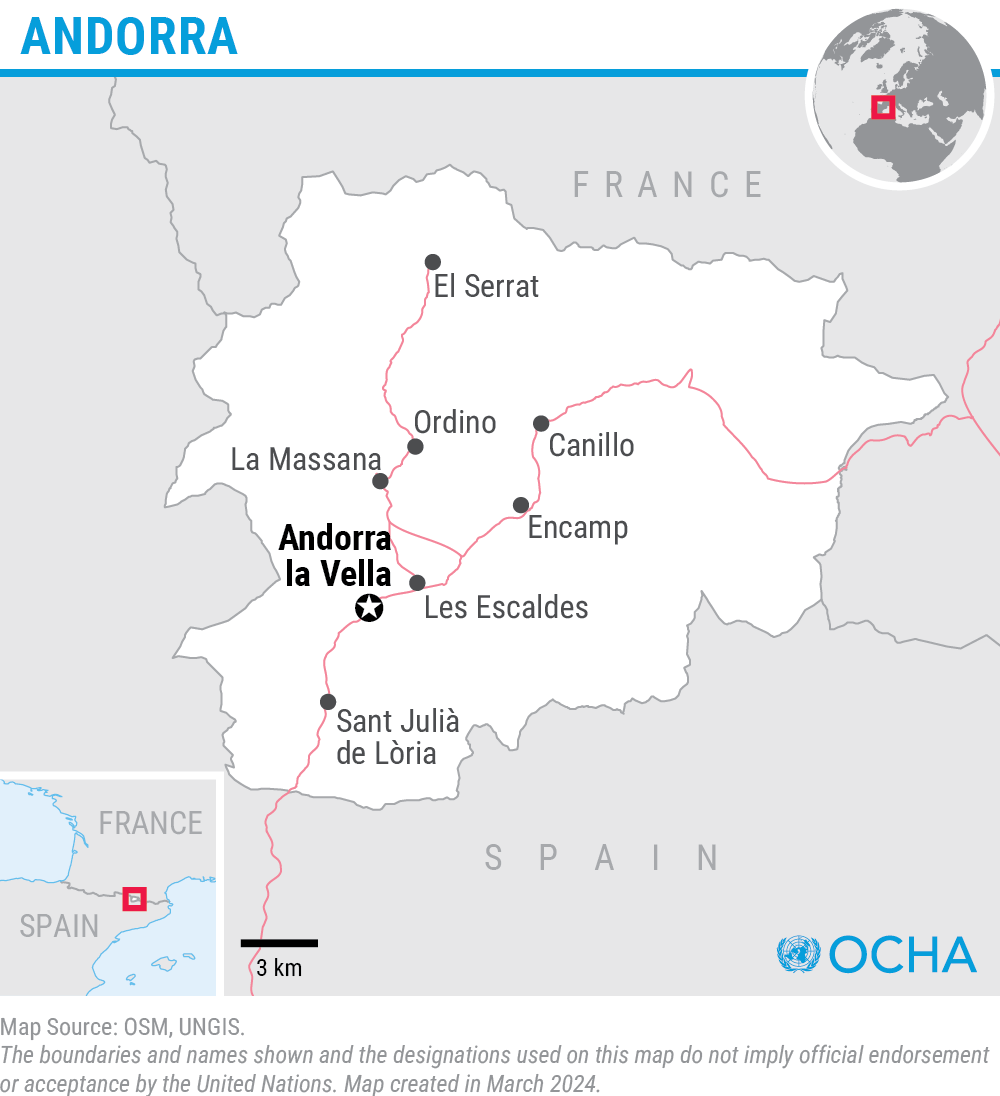 ANDORRA
FRANCE
El Serrat
Ordino
Canillo
La Massana
Encamp
Andorra
la Vella
Les Escaldes
Sant Julià
de Lòria
FRANCE
SPAIN
SPAIN
3 km
OCHA
Map Source: OSM, UNGIS.
The boundaries and names shown and the designations used on this map do not imply official endorsement
or acceptance by the United Nations. Map created in March 2024.